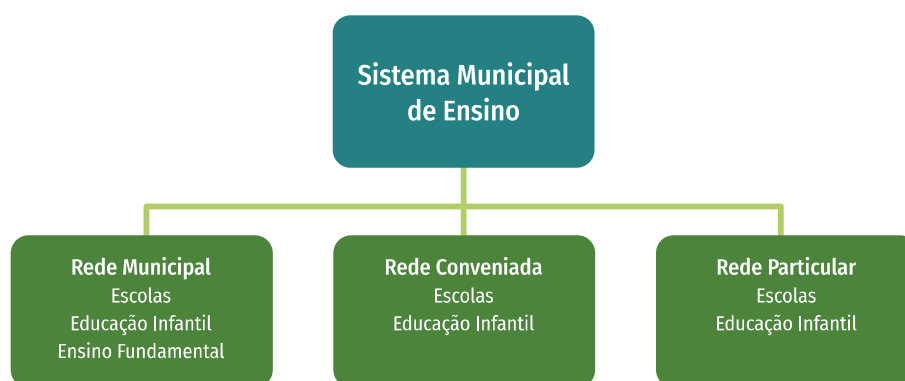 Sistema Municipal
de Ensino
Rede Municipal
Escolas
Educação Infantil
Ensino Fundamental
Rede Conveniada
Escolas
Educação Infantil
Rede Particular
Escolas
Educação Infantil